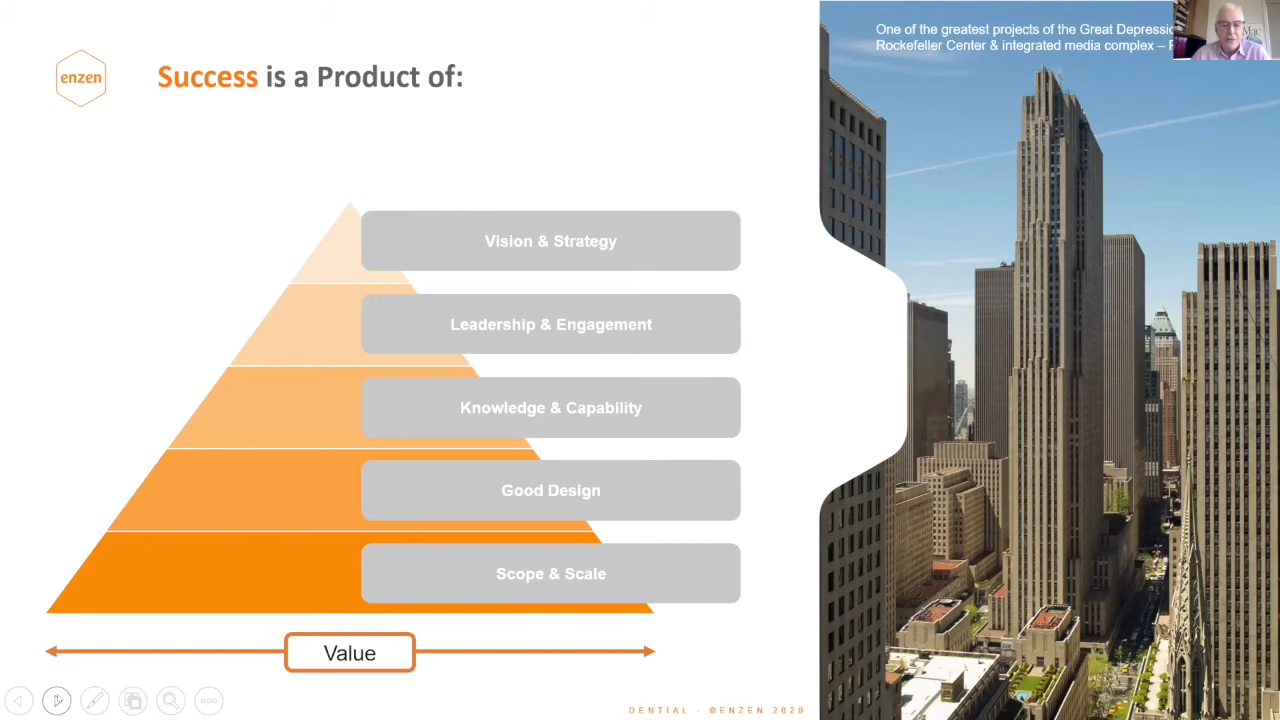 enzen
Success is a Product of:
Vision & Strategy
Leadership & Engagement
Knowledge & Capability
Good Design
Scope & Scale
Value
One of the greatest projects of the Great
Rockefeller Center & integrated media complex –
Mac
DENTIAL - ©ENZEN 2020